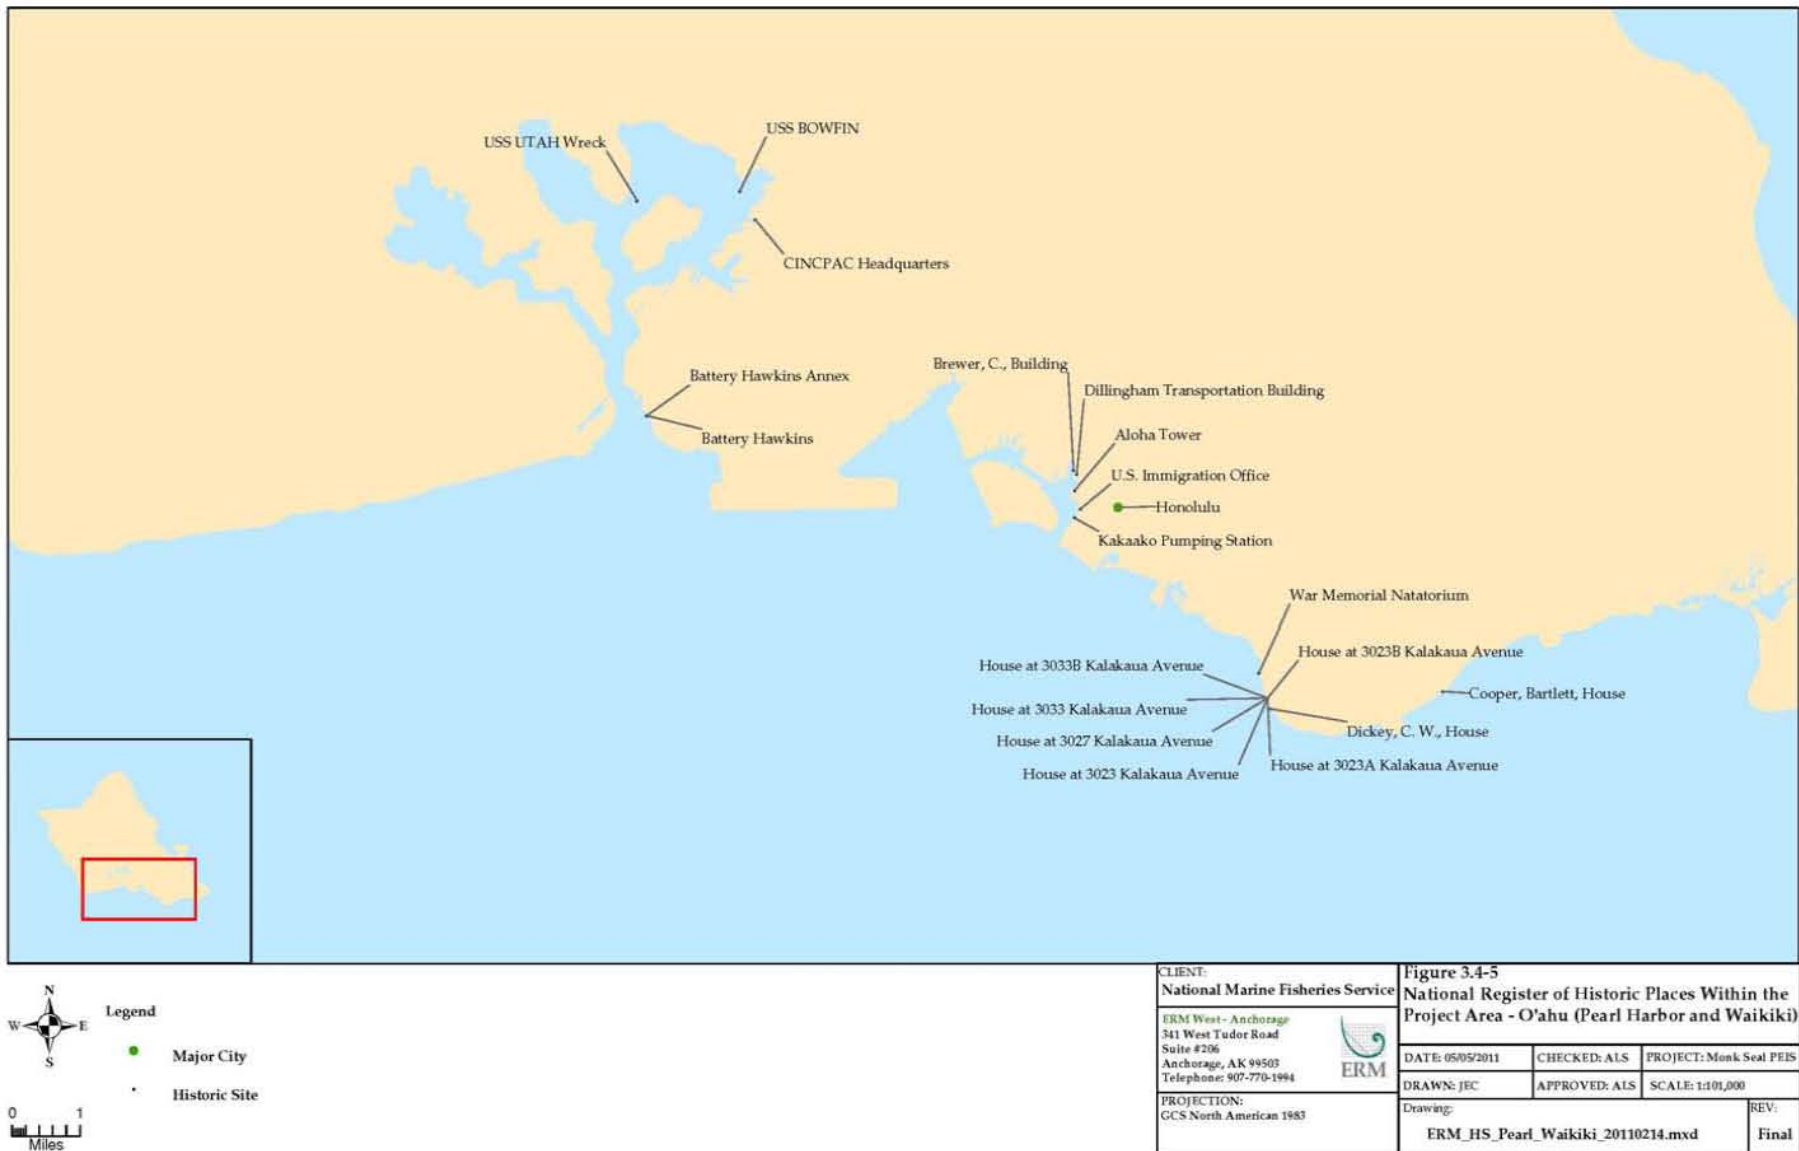 USS BOWFIN
USS UTAH Wreck
CINCPAC Headquarters
Brewer, C., Building
Battery Hawkins Annex
Dillingham Transportation Building
Battery Hawkins
Aloha Tower
U.S. Immigration Office
Honolulu
Kakaako Pumping Station
War Memorial Natatorium
House at 3023B Kalakaua Avenue
House at 3033B Kalakaua Avenue
Cooper, Bartlett, House
House at 3033 Kalakaua Avenue
Dickey, C. W., House
House at 3027 Kalakaua Avenue
House at 3023A Kalakaua Avenue
House at 3023 Kalakaua Avenue
N
W E
S
Legend
Major City
Historic Site
0 1
Miles
CLIENT:
National Marine Fisheries Service
ERM West - Anchorage
341 West Tudor Road
Suite #206
Anchorage, AK 99503
Telephone: 907-770-1994
ERM
PROJECTION:
GCS North American 1983
Figure 3.4-5
National Register of Historic Places Within the
Project Area - O'ahu (Pearl Harbor and Waikiki)
DATE: 05/05/2011 CHECKED: ALS PROJECT: Monk Seal PEIS
DRAWN: JEC APPROVED: ALS SCALE: 1:101,000
Drawing: REV:
ERM_HS_Pearl_Waikiki_20110214.mxd Final